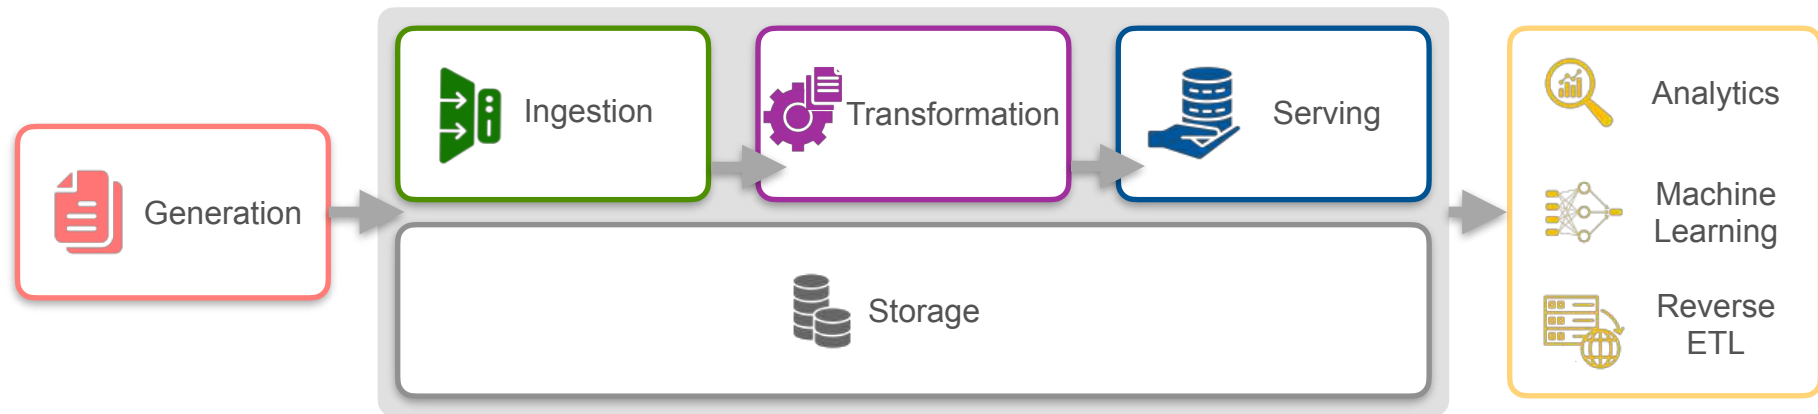 Generation
Ingestion
Transformation
Serving
Storage
Analytics
Machine
Learning
Reverse
ETL